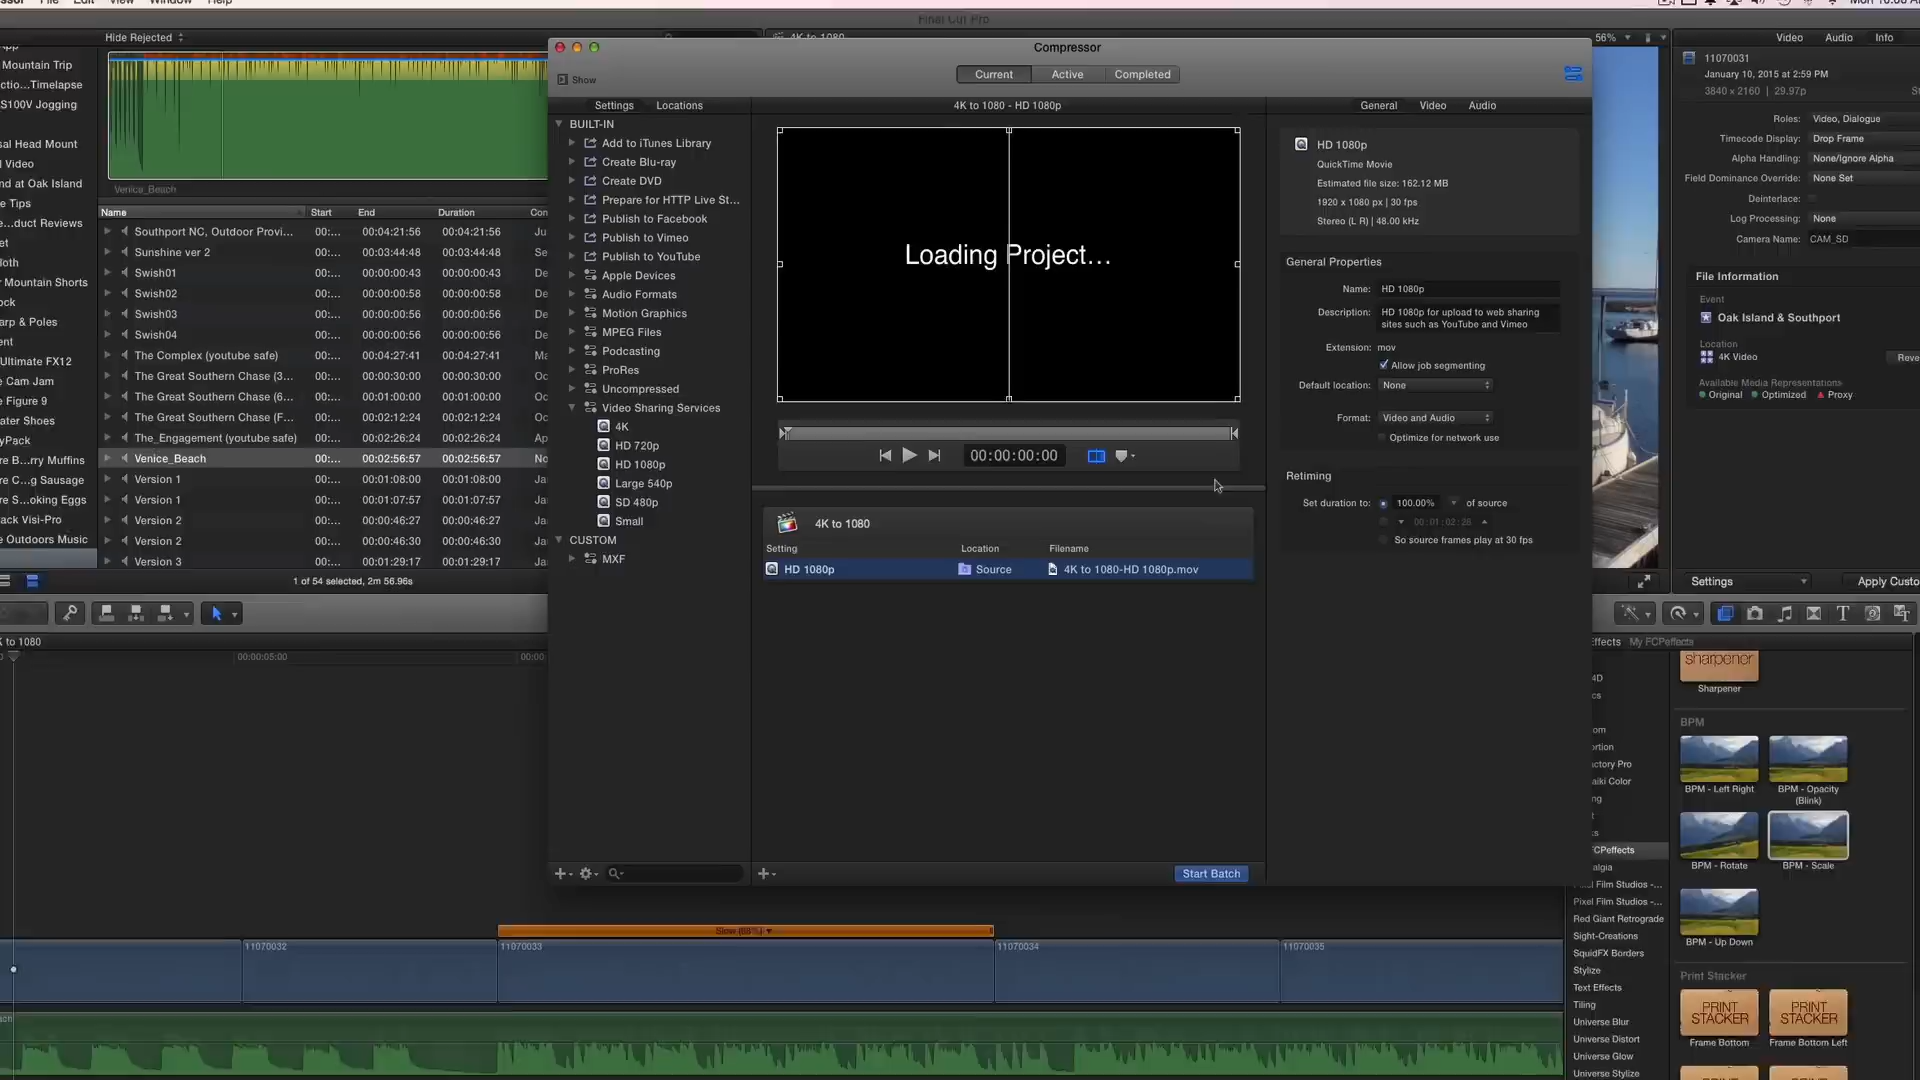 File Edit View Window Help
Final Cut Pro
Hide Rejected
4K to 1080
56%
Video Audio Info
Mountain Trip
ctio...Timelapse
S100V Jogging
sal Head Mount
l Video
nd at Oak Island
e Tips
e...duct Reviews
r Mountain Shorts
arp & Poles
Ultimate FX12
e Cam Jam
e Figure 9
ater Shoes
yPack
re B...rry Muffins
re C...g Sausage
re S...oking Eggs
ack Visi-Pro
e Outdoors Music
Venice_Beach
Name Start End Duration
Southport NC, Outdoor Provi... 00:... 00:04:21:56 00:04:21:56 Ju
Sunshine ver 2 00:... 00:03:44:48 00:03:44:48 Se
Swish01 00:... 00:00:00:43 00:00:00:43 De
Swish02 00:... 00:00:00:58 00:00:00:58 De
Swish03 00:... 00:00:00:56 00:00:00:56 De
Swish04 00:... 00:00:00:56 00:00:00:56 De
The Complex (youtube safe) 00:... 00:04:27:41 00:04:27:41 Ma
The Great Southern Chase (3... 00:... 00:00:30:00 00:00:30:00 Oc
The Great Southern Chase (6... 00:... 00:01:00:00 00:01:00:00 Oc
The Great Southern Chase (F... 00:... 00:02:12:24 00:02:12:24 Oc
The_Engagement (youtube safe) 00:... 00:02:26:24 00:02:26:24 Ap
Venice_Beach 00:... 00:02:56:57 00:02:56:57 No
Version 1 00:... 00:01:08:00 00:01:08:00 Ja
Version 1 00:... 00:01:07:57 00:01:07:57 Oc
Version 2 00:... 00:00:46:27 00:00:46:27 Ja
Version 2 00:... 00:00:46:30 00:00:46:30 Oc
Version 3 00:... 00:01:29:17 00:01:29:17 Ja
1 of 54 selected, 2m 56.96s
Compressor
Show
Current Active Completed
Settings Locations
BUILT-IN
Add to iTunes Library
Create Blu-ray
Create DVD
Prepare for HTTP Live St...
Publish to Facebook
Publish to Vimeo
Publish to YouTube
Apple Devices
Audio Formats
Motion Graphics
MPEG Files
Podcasting
ProRes
Uncompressed
Video Sharing Services
4K
HD 720p
HD 1080p
Large 540p
SD 480p
Small
CUSTOM
MXF
4K to 1080 - HD 1080p
Loading Project...
00:00:00:00
4K to 1080
Setting Location Filename
HD 1080p Source 4K to 1080-HD 1080p.mov
Start Batch
General Video Audio
HD 1080p
QuickTime Movie
Estimated file size: 162.12 MB
1920 x 1080 px | 30 fps
Stereo (L R) | 48.00 kHz
General Properties
Name: HD 1080p
Description: HD 1080p for upload to web sharing
sites such as YouTube and Vimeo
Extension: mov
Allow job segmenting
Default location: None
Format: Video and Audio
Optimize for network use
Retiming
Set duration to: 100.00% of source
00:01:02:28
So source frames play at 30 fps
11070031
January 10, 2015 at 2:59 PM
3840 x 2160 | 29.97p
Roles: Video, Dialogue
Timecode Display: Drop Frame
Alpha Handling: None/Ignore Alpha
Field Dominance Override: None Set
Deinterlace:
Log Processing: None
Camera Name: CAM_SD
File Information
Event
Oak Island & Southport
Location
4K Video Reve
Available Media Representations
Original Optimized Proxy
Settings Apply Custo
K to 1080
00:00:05:00
00:00
Slow (68%)
11070032 11070033 11070034 11070035
ffects My FCPeffects
sharpener
Sharpener
BPM
BPM - Left Right
BPM - Opacity
(Blink)
BPM - Rotate
BPM - Scale
BPM - Up Down
Print Stacker
PRINT
STACKER
Frame Bottom
PRINT
STACKER
Frame Bottom Left
FCPeffects
Pixel Film Studios -...
Pixel Film Studios -...
Red Giant Retrograde
Sight-Creations
SquidFX Borders
Stylize
Text Effects
Tiling
Universe Blur
Universe Distort
Universe Glow
Universe Stylize